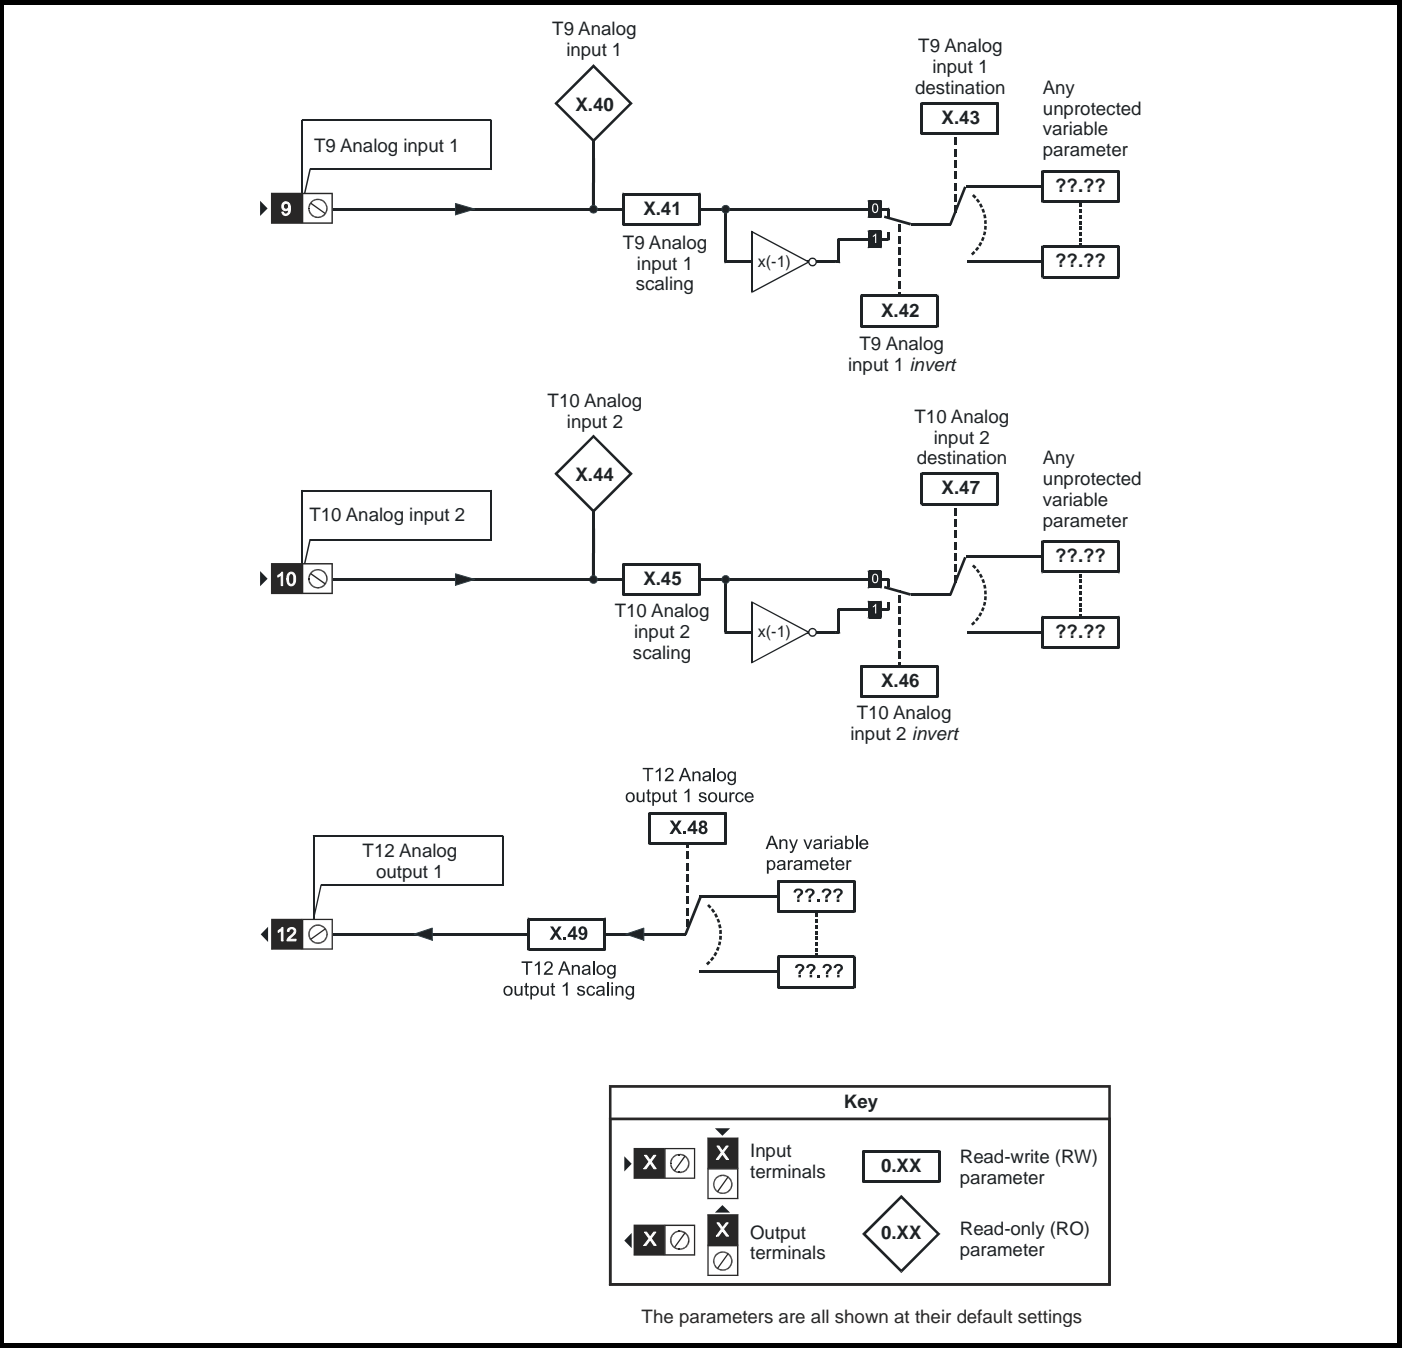 T9 Analog
input 1
X.40
T9 Analog
input 1
destination
X.43
Any
unprotected
variable
parameter
T9 Analog input 1
9
X.41
T9 Analog
input 1
scaling
x(-1)
0
1
??.??
??.??
X.42
T9 Analog
input 1 invert
T10 Analog
input 2
X.44
T10 Analog
input 2
destination
X.47
Any
unprotected
variable
parameter
T10 Analog input 2
10
X.45
T10 Analog
input 2
scaling
x(-1)
0
1
??.??
??.??
X.46
T10 Analog
input 2 invert
T12 Analog
output 1 source
X.48
Any variable
parameter
T12 Analog
output 1
12
X.49
T12 Analog
output 1 scaling
??.??
??.??
Key
X
X
Input
terminals
0.XX
Read-write (RW)
parameter
X
X
Output
terminals
0.XX
Read-only (RO)
parameter
The parameters are all shown at their default settings